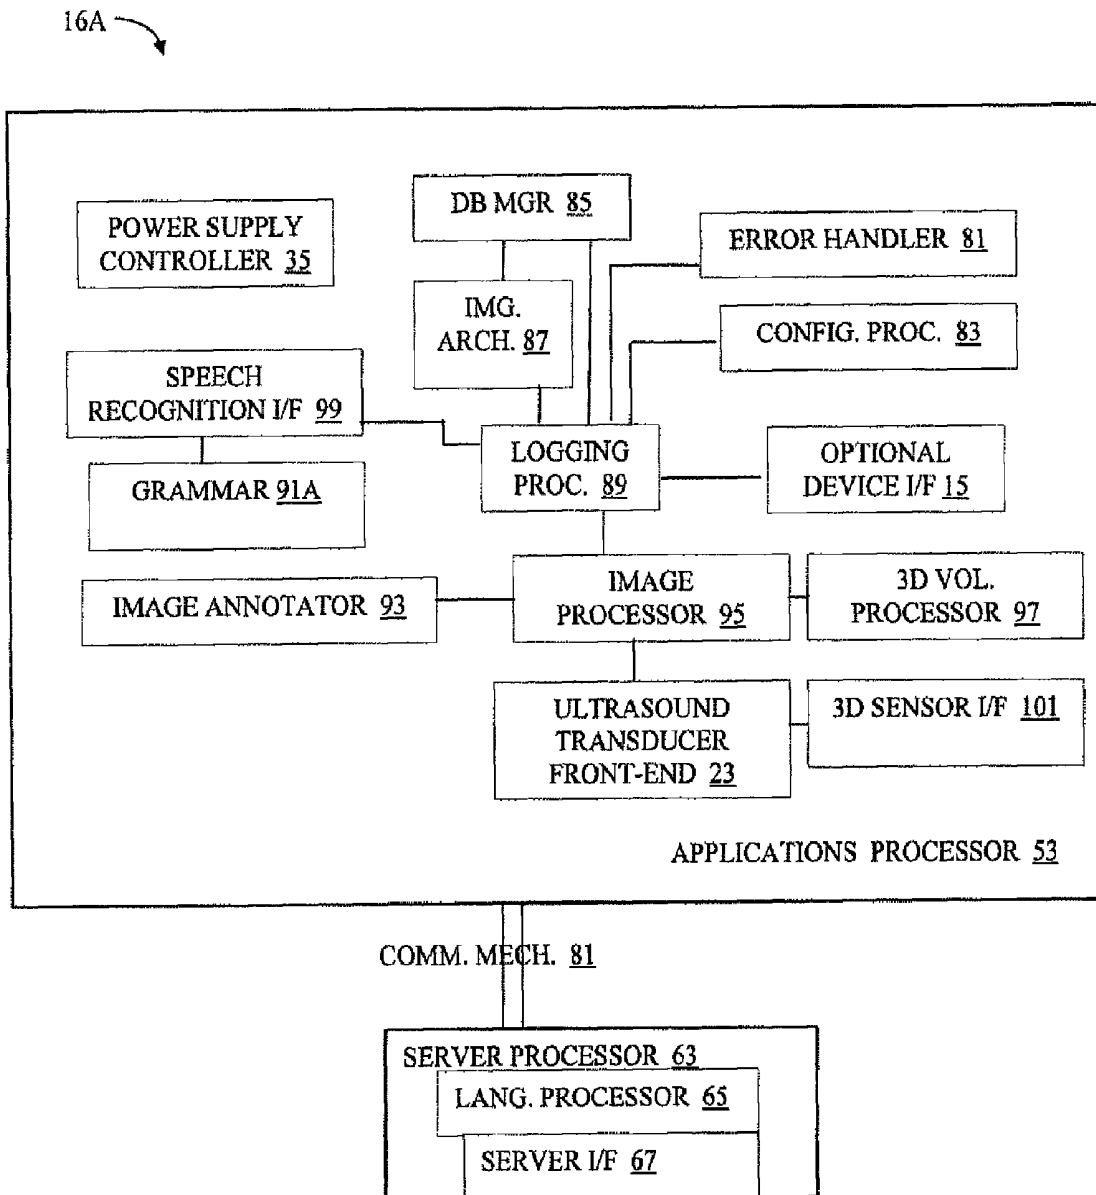 16A
POWER SUPPLY
CONTROLLER 35
DB MGR 85
ERROR HANDLER 81
IMG.
ARCH. 87
CONFIG. PROC. 83
SPEECH
RECOGNITION I/F 99
GRAMMAR 91A
LOGGING
PROC. 89
OPTIONAL
DEVICE I/F 15
IMAGE ANNOTATOR 93
IMAGE
PROCESSOR 95
3D VOL.
PROCESSOR 97
ULTRASOUND
TRANSDUCER
FRONT-END 23
3D SENSOR I/F 101
APPLICATIONS PROCESSOR 53
COMM. MECH. 81
SERVER PROCESSOR 63
LANG. PROCESSOR 65
SERVER I/F 67